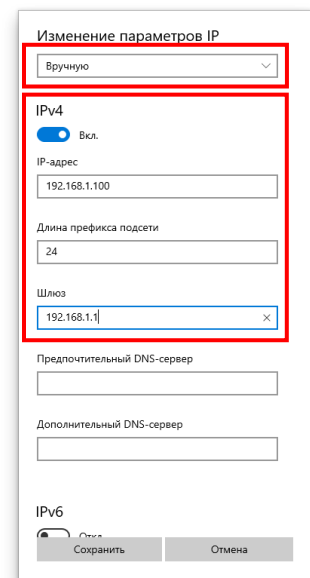 Изменение параметров IP
Вручную
IPv4
Вкл.
IP-адрес
192.168.1.100
Длина префикса подсети
24
Шлюз
192.168.1.1
Предпочтительный DNS-сервер
Дополнительный DNS-сервер
IPv6
Откл.
Сохранить Отмена